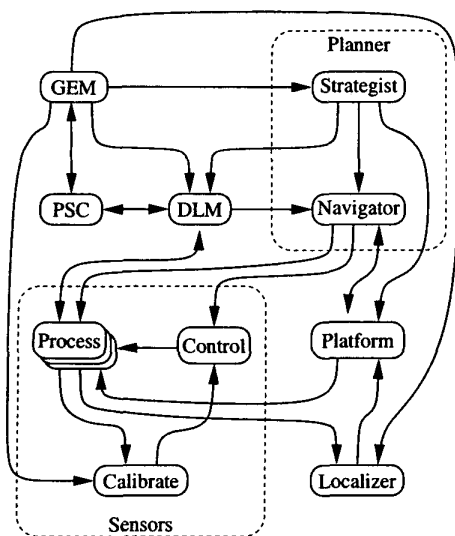 Planner
GEM
Strategist
PSC
DLM
Navigator
Process
Control
Platform
Calibrate
Localizer
Sensors